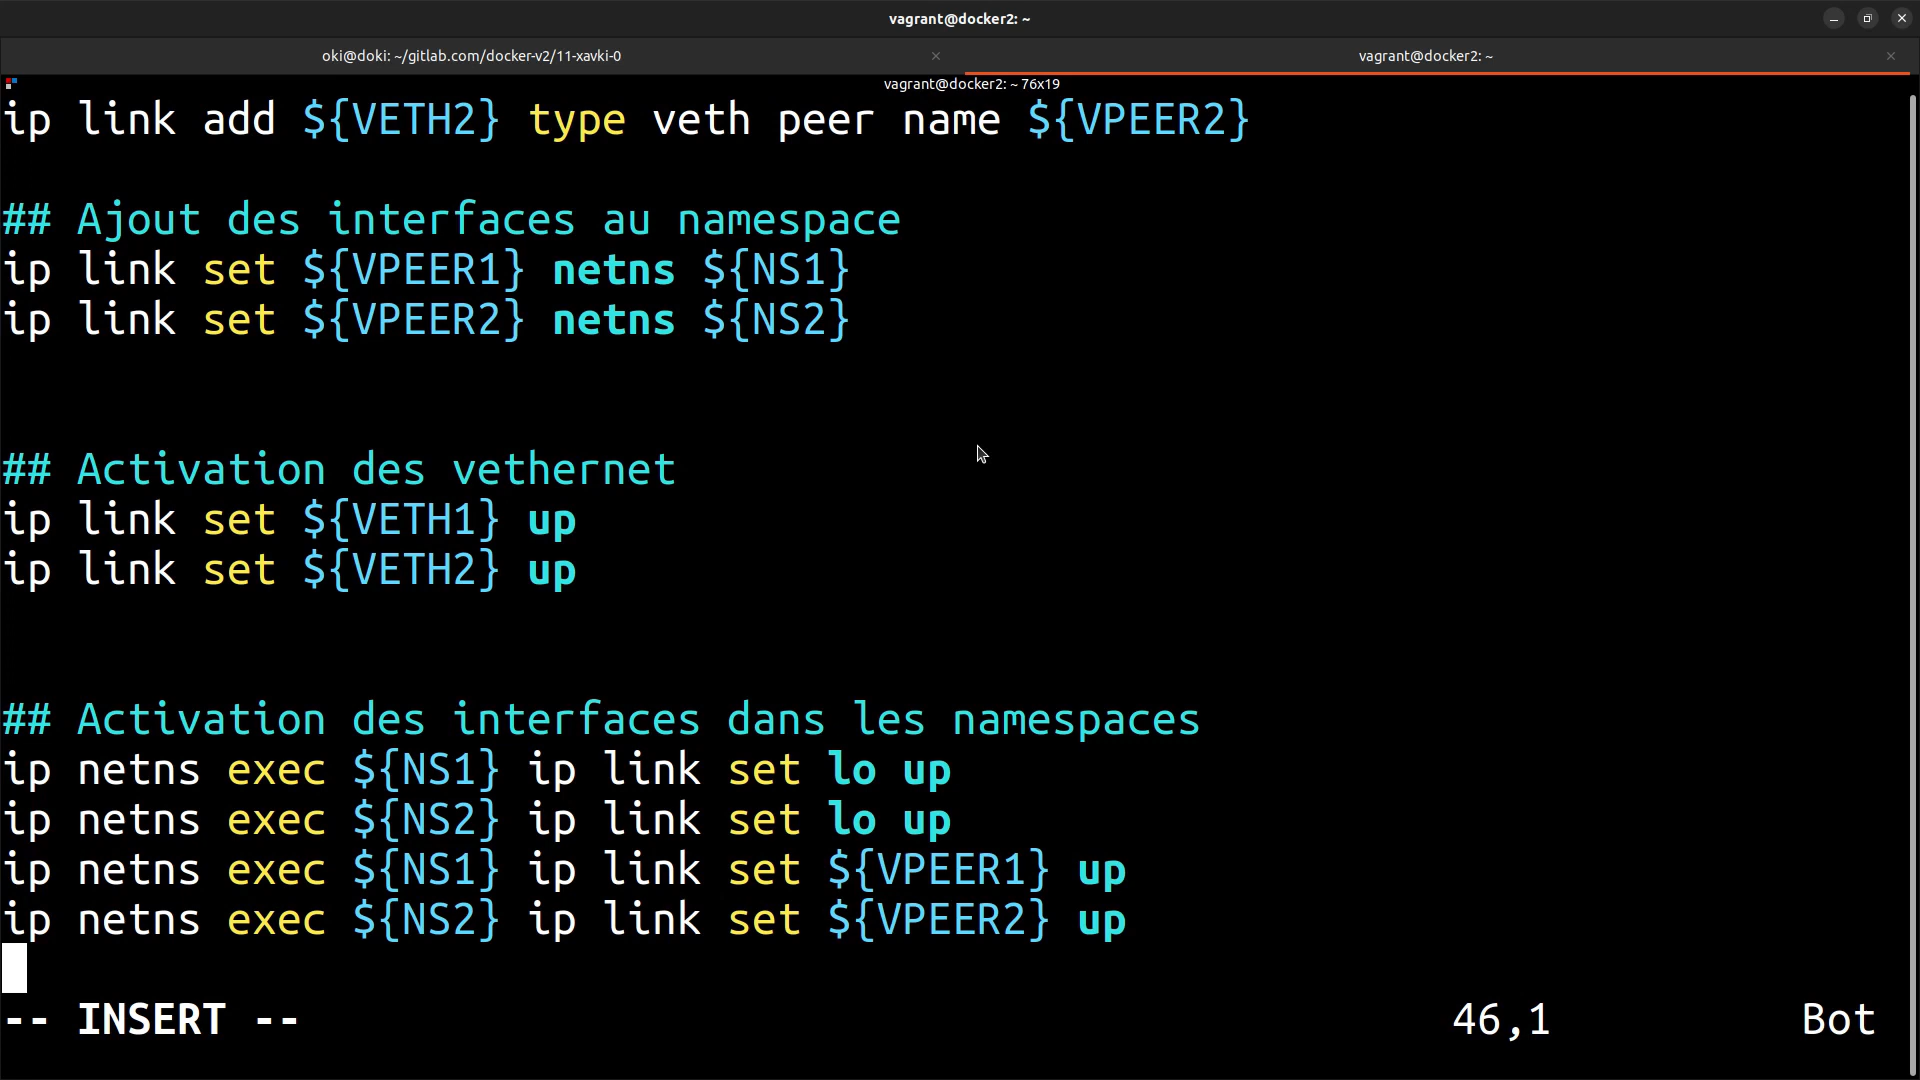 vagrant@docker2: ~
oki@doki: ~/gitlab.com/docker-v2/11-xavki-0
vagrant@docker2: ~
vagrant@docker2: ~ 76x19
ip link add ${VETH2} type veth peer name ${VPEER2}
## Ajout des interfaces au namespace
ip link set ${VPEER1} netns ${NS1}
ip link set ${VPEER2} netns ${NS2}
## Activation des vethernet
ip link set ${VETH1} up
ip link set ${VETH2} up
## Activation des interfaces dans les namespaces
ip netns exec ${NS1} ip link set lo up
ip netns exec ${NS2} ip link set lo up
ip netns exec ${NS1} ip link set ${VPEER1} up
ip netns exec ${NS2} ip link set ${VPEER2} up
-- INSERT -- 46,1 Bot